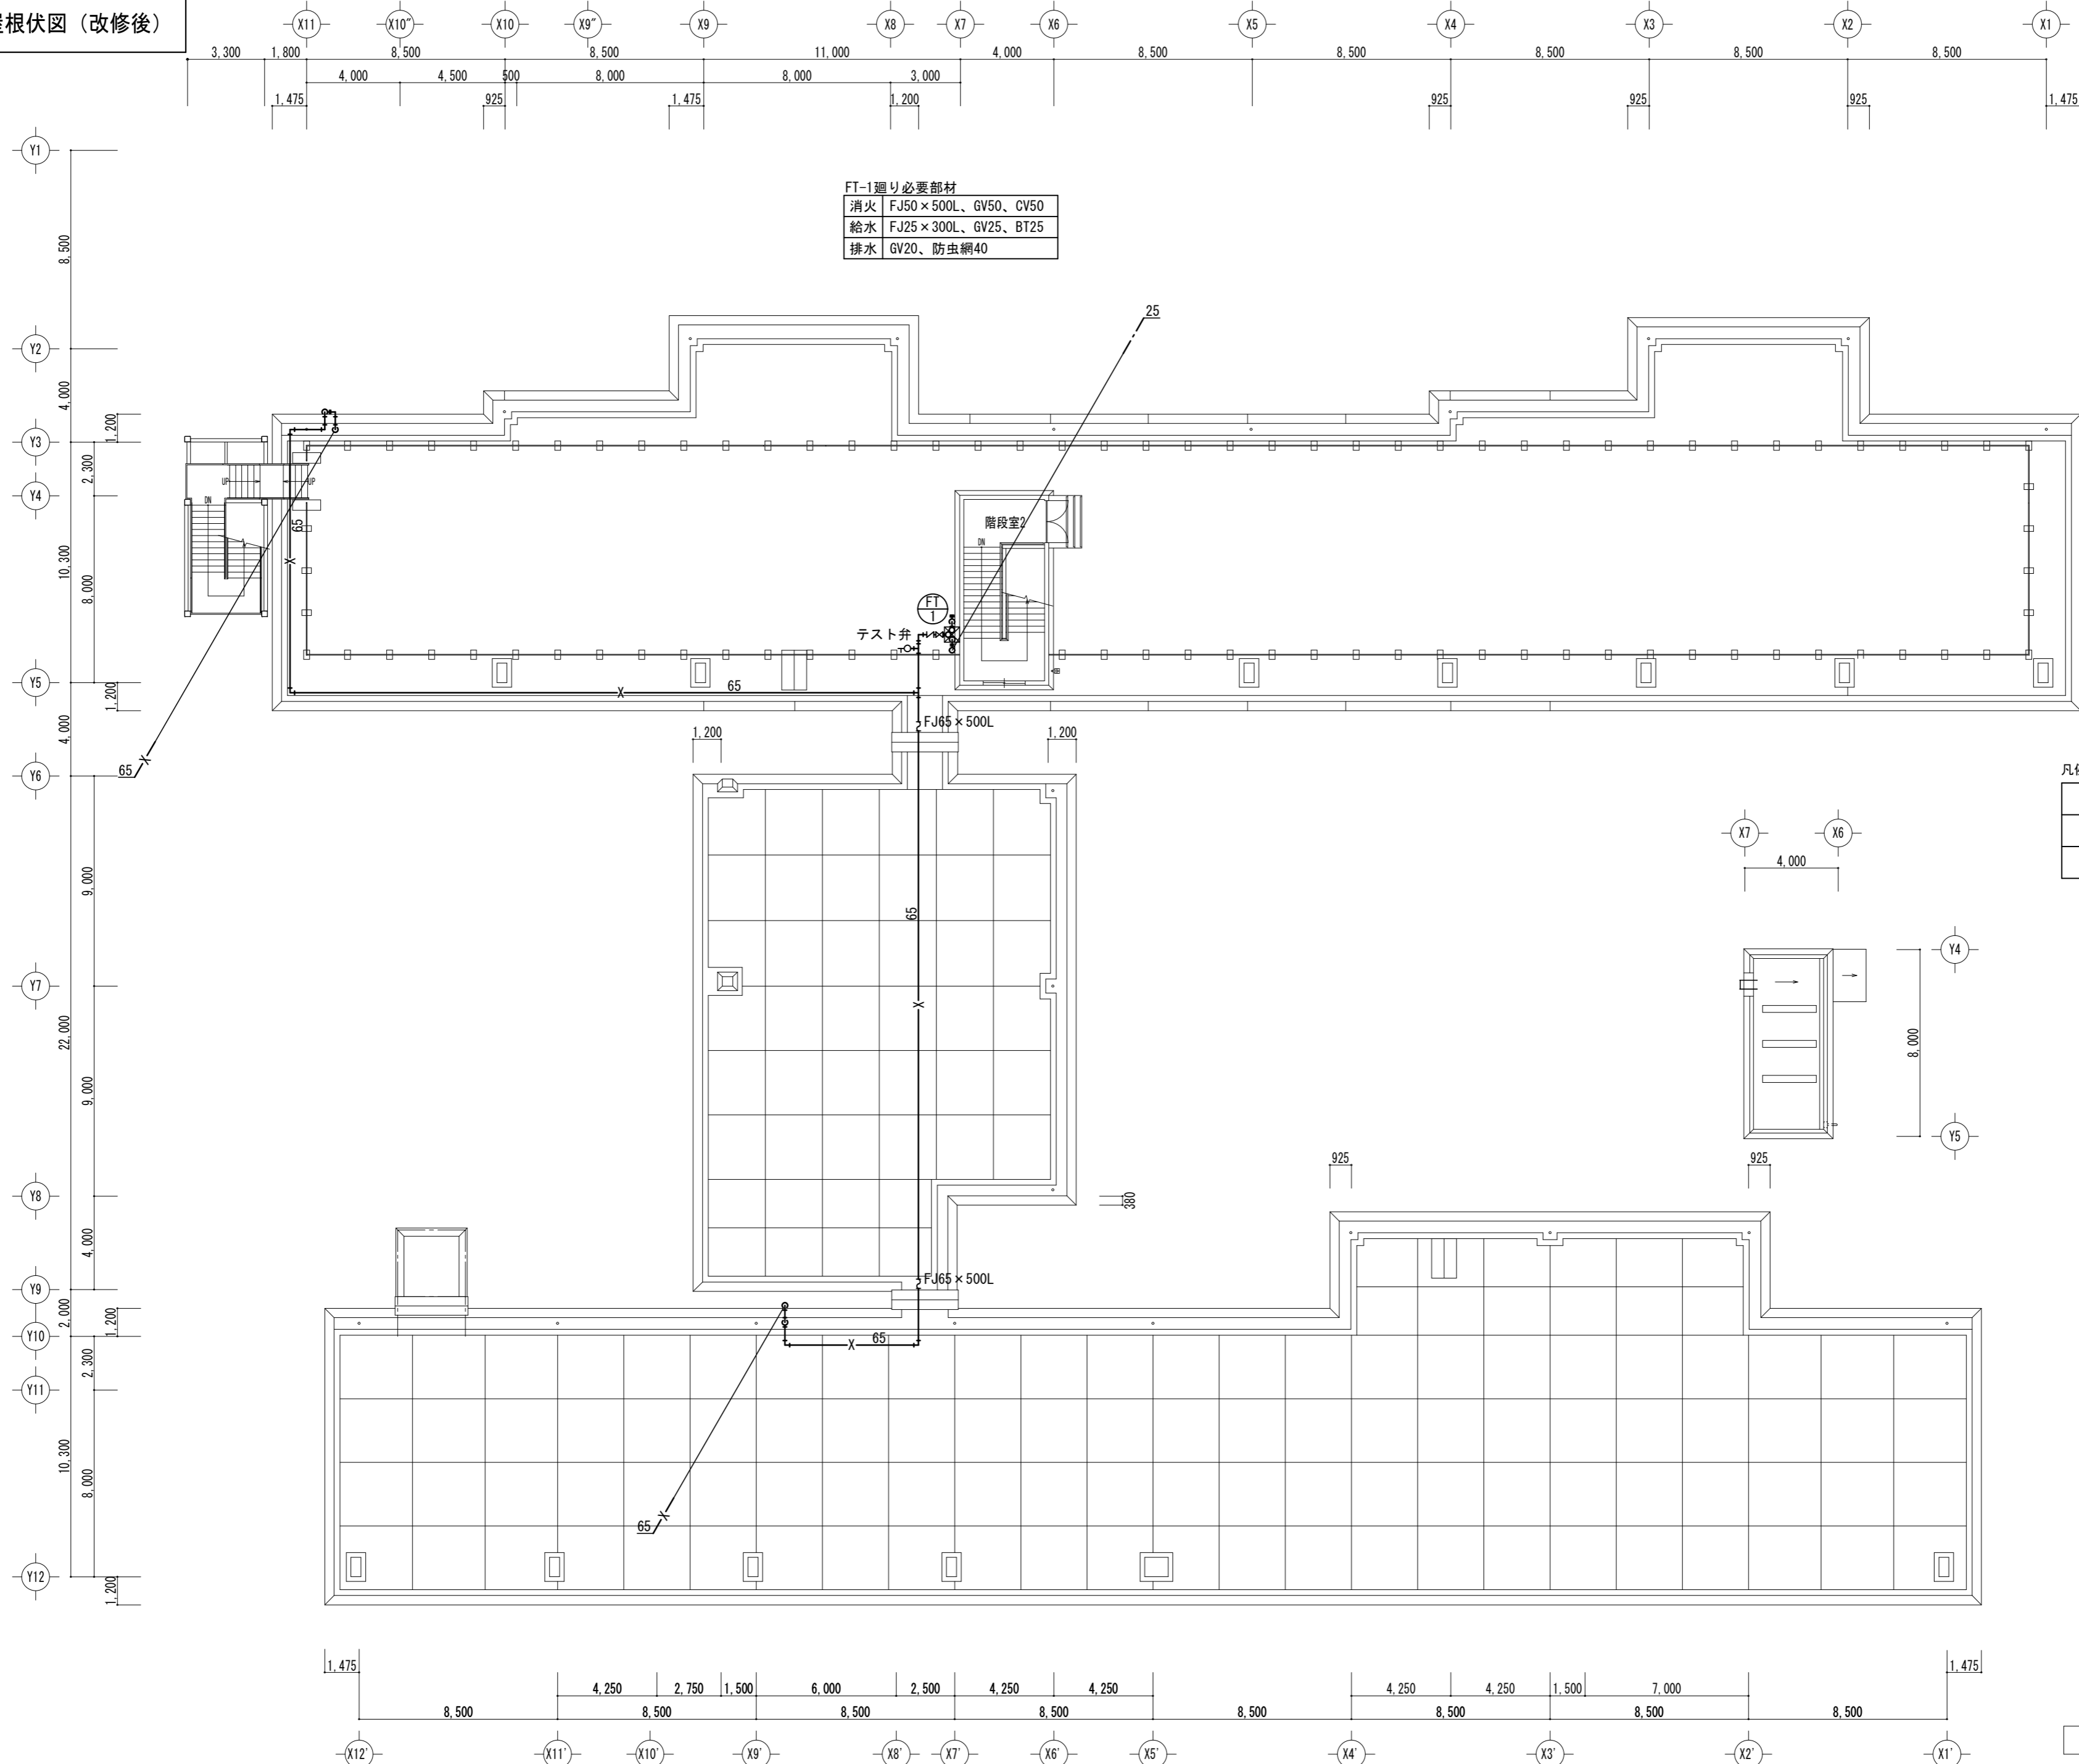 屋根伏図（改修後）
X11 X10" X10 X9" X9 X8 X7 X6 X5 X4 X3 X2 X1
3,300 1,800 8,500 8,500 11,000 4,000 8,500 8,500 8,500 8,500 8,500
4,000 4,500 500 8,000 8,000 3,000
1,475 925 1,475 1,200 925 925 925 1,475
Y1
8,500
FT-1廻り必要部材
消火 FJ50×500L、GV50、CV50
給水 FJ25×300L、GV25、BT25
排水 GV20、防虫網40
25
Y2
4,000
1,200
Y3
2,300
UP UP
Y4
DN
65
階段室2
DN
10,300
8,000
FT
1
テスト弁
Y5
65
1,200
4,000
FJ65×500L
1,200 1,200
Y6
65
X7 X6
4,000
9,000
65
Y4
Y7
22,000
8,000
9,000
Y5
925 925
Y8
380
4,000
FJ65×500L
Y9
2,000
1,200
Y10
65
2,300
Y11
10,300
8,000
65
Y12
1,200
1,475 1,475
4,250 2,750 1,500 6,000 2,500 4,250 4,250 4,250 4,250 1,500 7,000
8,500 8,500 8,500 8,500 8,500 8,500 8,500 8,500
X12' X11' X10' X9' X8' X7' X6' X5' X4' X3' X2' X1'